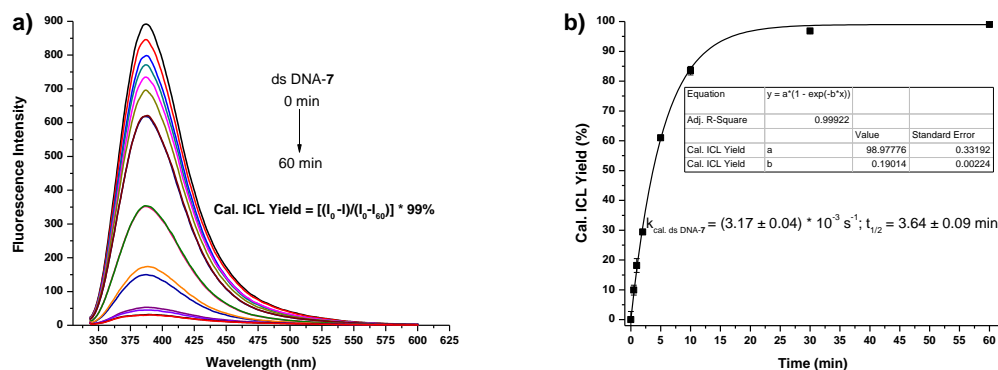 a)
Fluorescence Intensity
900
800
700
600
500
400
300
200
100
0
ds DNA-7
0 min
60 min
Cal. ICL Yield = [(I₀-I)/(I₀-I₆₀)] * 99%
350 375 400 425 450 475 500 525 550 575 600 625
Wavelength (nm)
b)
Cal. ICL Yield (%)
100
90
80
70
60
50
40
30
20
10
0
Equation y = a*(1 - exp(-b*x))
Adj. R-Square 0.99922
Value Standard Error
Cal. ICL Yield a 98.97776 0.33192
Cal. ICL Yield b 0.19014 0.00224
k cal. ds DNA-7 = (3.17 ± 0.04) * 10⁻³ s⁻¹; t₁/₂ = 3.64 ± 0.09 min
0 5 10 15 20 25 30 35 40 45 50 55 60
Time (min)